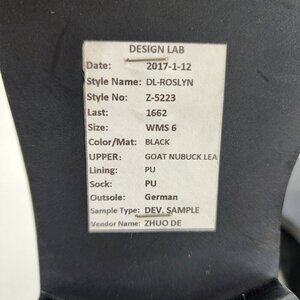 DESIGN LAB
Date: 2017-1-12
Style Name: DL-ROSLYN
Style No: Z-5223
Last: 1662
Size: WMS 6
Color/Mat: BLACK
UPPER: GOAT NUBUCK LEA
Lining: PU
Sock: PU
Outsole: German
Sample Type: DEV. SAMPLE
Vendor Name: ZHUO DE